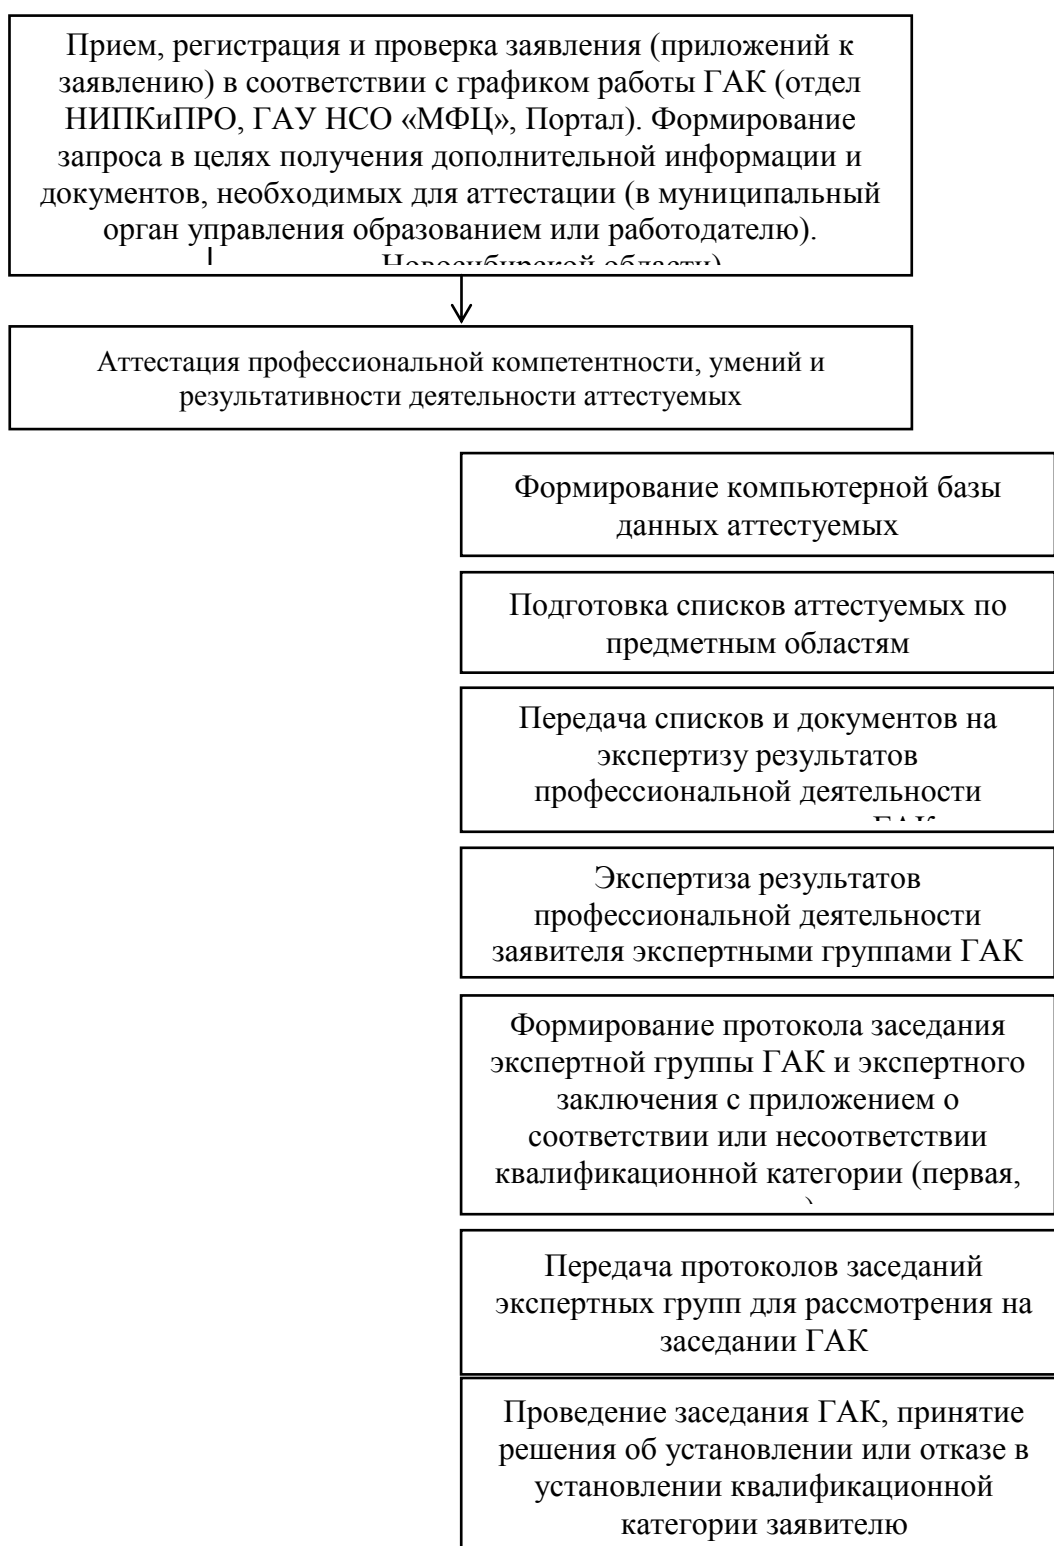 Прием, регистрация и проверка заявления (приложений к
заявлению) в соответствии с графиком работы ГАК (отдел
НИПКиПРО, ГАУ НСО «МФЦ», Портал). Формирование
запроса в целях получения дополнительной информации и
документов, необходимых для аттестации (в муниципальный
орган управления образованием или работодателю).
Новосибирской области)
Аттестация профессиональной компетентности, умений и
результативности деятельности аттестуемых
Формирование компьютерной базы
данных аттестуемых
Подготовка списков аттестуемых по
предметным областям
Передача списков и документов на
экспертизу результатов
профессиональной деятельности
ГАК
Экспертиза результатов
профессиональной деятельности
заявителя экспертными группами ГАК
Формирование протокола заседания
экспертной группы ГАК и экспертного
заключения с приложением о
соответствии или несоответствии
квалификационной категории (первая,
Передача протоколов заседаний
экспертных групп для рассмотрения на
заседании ГАК
Проведение заседания ГАК, принятие
решения об установлении или отказе в
установлении квалификационной
категории заявителю